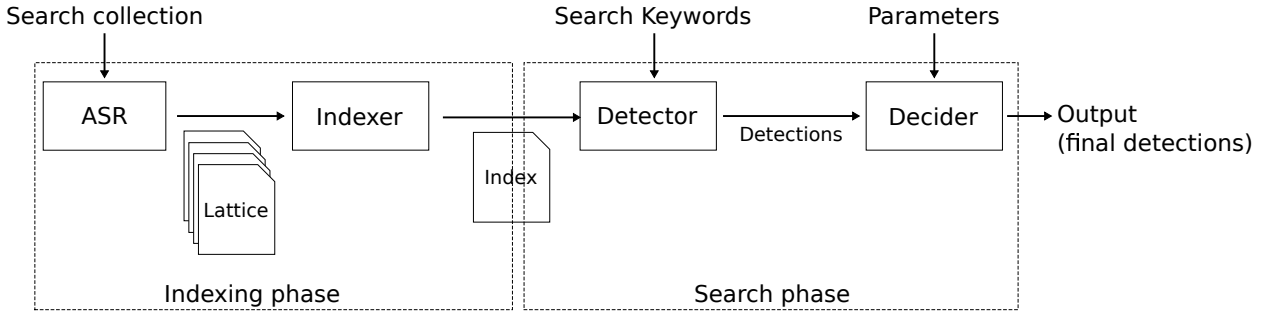 Search collection
Search Keywords
Parameters
ASR
Indexer
Detector
Decider
Detections
Output
(final detections)
Index
Lattice
Indexing phase
Search phase